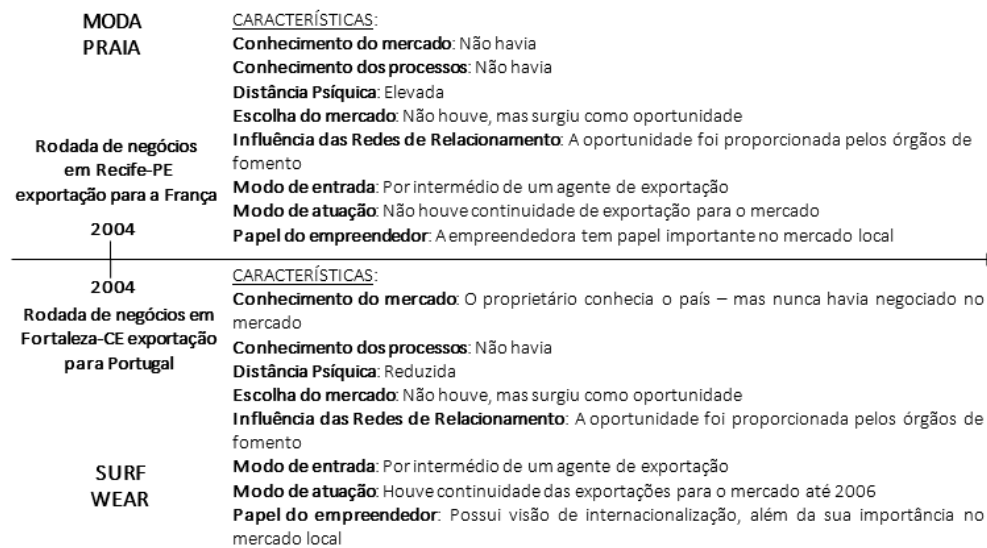 MODA
PRAIA
Rodada de negócios
em Recife-PE
exportação para a França
2004
CARACTERÍSTICAS:
Conhecimento do mercado: Não havia
Conhecimento dos processos: Não havia
Distância Psíquica: Elevada
Escolha do mercado: Não houve, mas surgiu como oportunidade
Influência das Redes de Relacionamento: A oportunidade foi proporcionada pelos órgãos de
fomento
Modo de entrada: Por intermédio de um agente de exportação
Modo de atuação: Não houve continuidade de exportação para o mercado
Papel do empreendedor: A empreendedora tem papel importante no mercado local
2004
Rodada de negócios em
Fortaleza-CE exportação
para Portugal
SURF
WEAR
CARACTERÍSTICAS:
Conhecimento do mercado: O proprietário conhecia o país – mas nunca havia negociado no
mercado
Conhecimento dos processos: Não havia
Distância Psíquica: Reduzida
Escolha do mercado: Não houve, mas surgiu como oportunidade
Influência das Redes de Relacionamento: A oportunidade foi proporcionada pelos órgãos de
fomento
Modo de entrada: Por intermédio de um agente de exportação
Modo de atuação: Houve continuidade das exportações para o mercado até 2006
Papel do empreendedor: Possui visão de internacionalização, além da sua importância no
mercado local